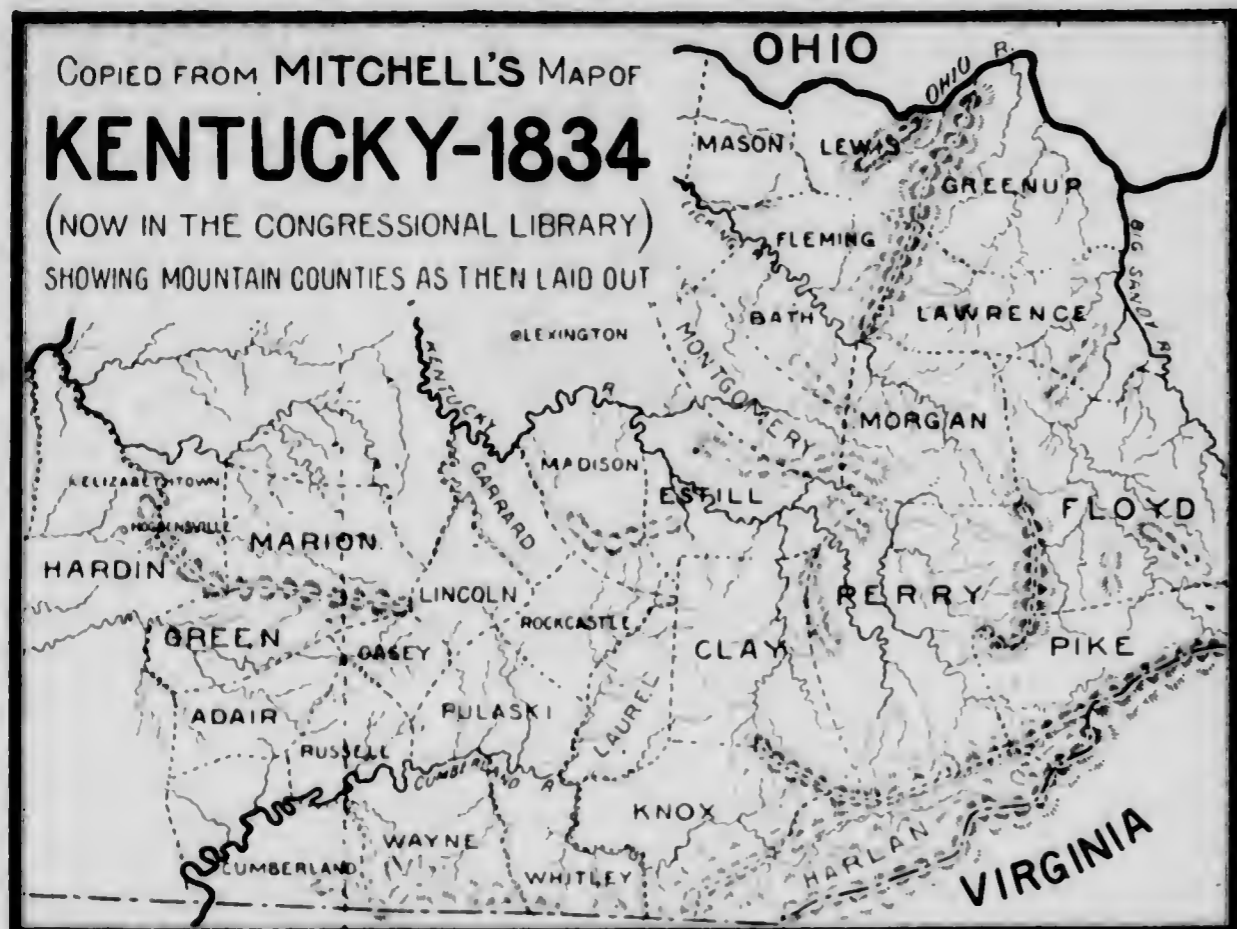 COPIED FROM MITCHELL'S MAP OF
KENTUCKY-1834
(NOW IN THE CONGRESSIONAL LIBRARY)
SHOWING MOUNTAIN COUNTIES AS THEN LAID OUT
OHIO
OHIO R.
MASON
LEWIS
GREENUP
LICKING
FLEMING
BIG SANDY R.
BATH
LAWRENCE
LEXINGTON
MONTGOMERY
KENTUCKY R.
MORGAN
GARRARD
MADISON
ELIZABETHTOWN
ESTILL
HODGENSVILLE
FLOYD
MARION
HARDIN
LINCOLN
PERRY
ROCKCASTLE
GREEN
CASEY
CLAY
PIKE
ADAIR
PULASKI
LAUREL
RUSSELL
CUMBERLAND R.
KNOX
WAYNE
HARLAN
CUMBERLAND
WHITLEY
VIRGINIA